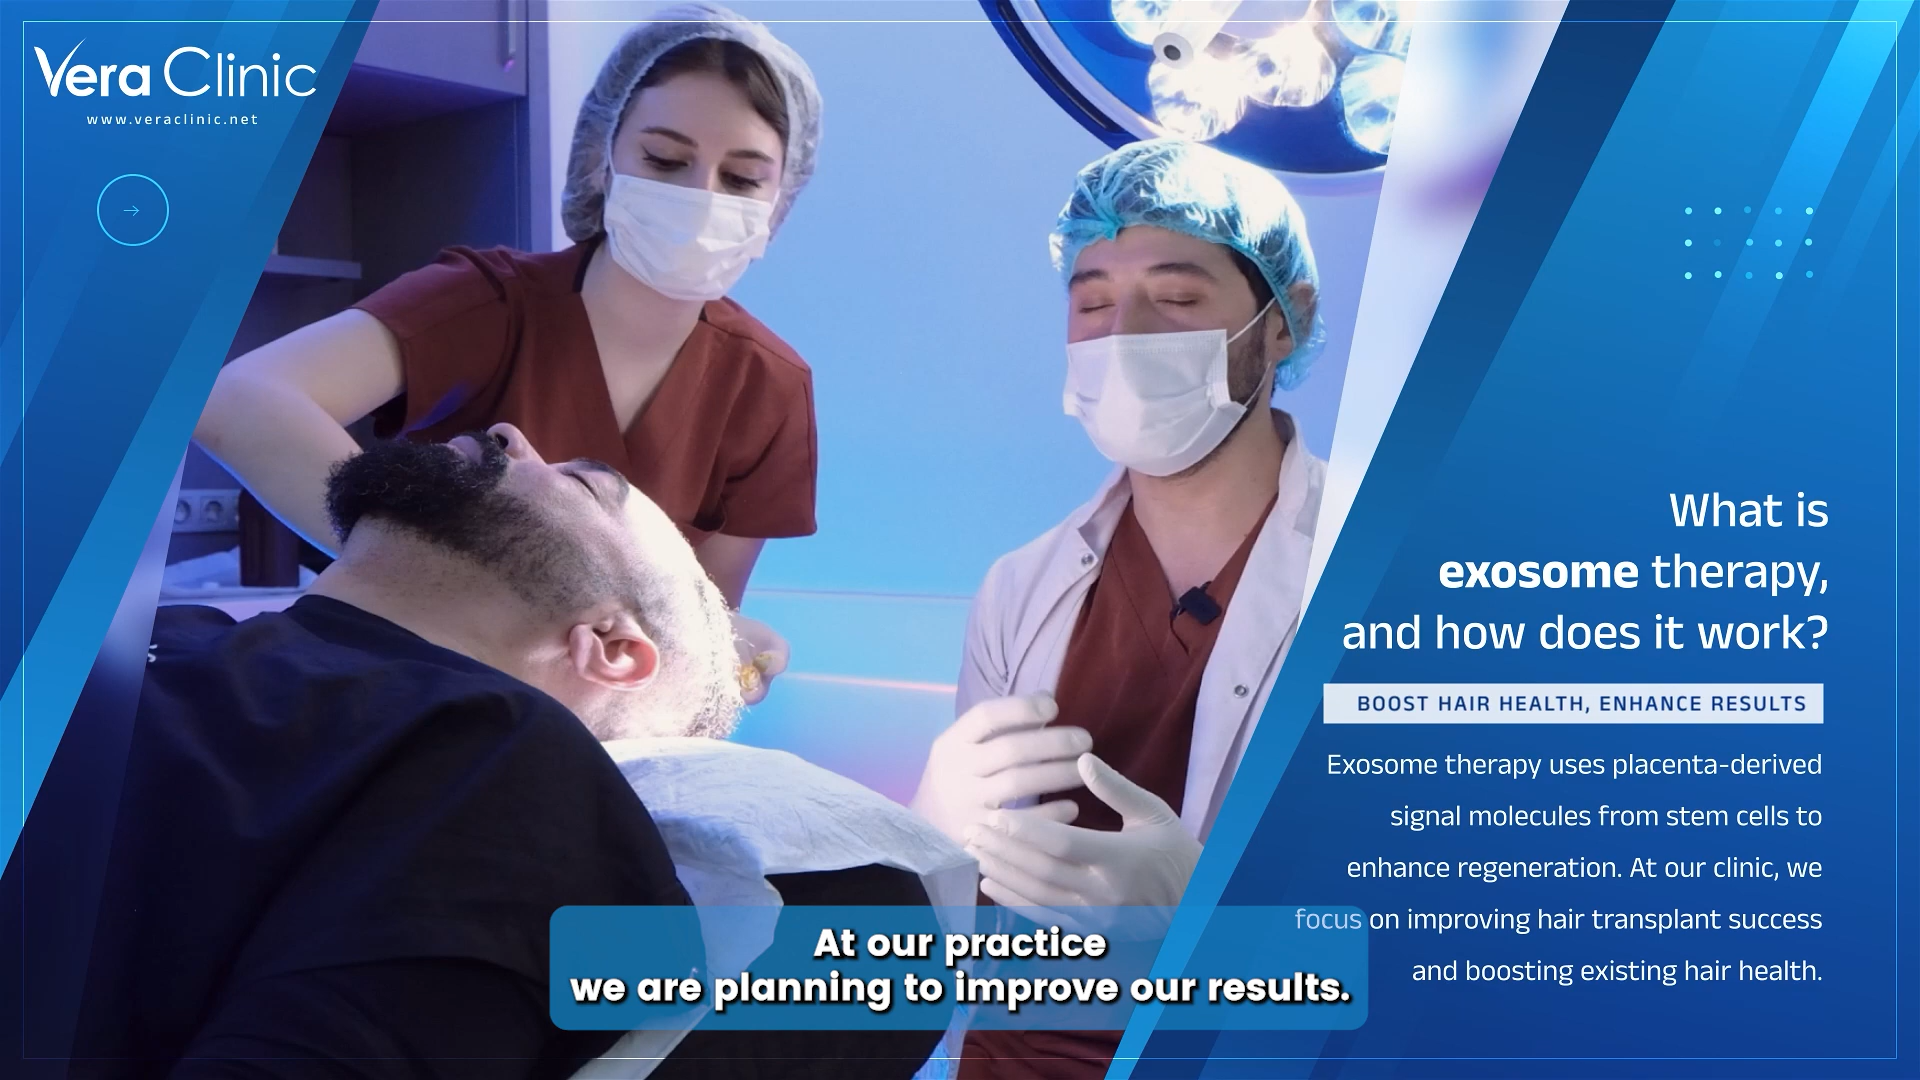 Vera Clinic
www.veraclinic.net
What is
exosome therapy,
and how does it work?
BOOST HAIR HEALTH, ENHANCE RESULTS
Exosome therapy uses placenta-derived
signal molecules from stem cells to
enhance regeneration. At our clinic, we
focus on improving hair transplant success
and boosting existing hair health.
At our practice
we are planning to improve our results.